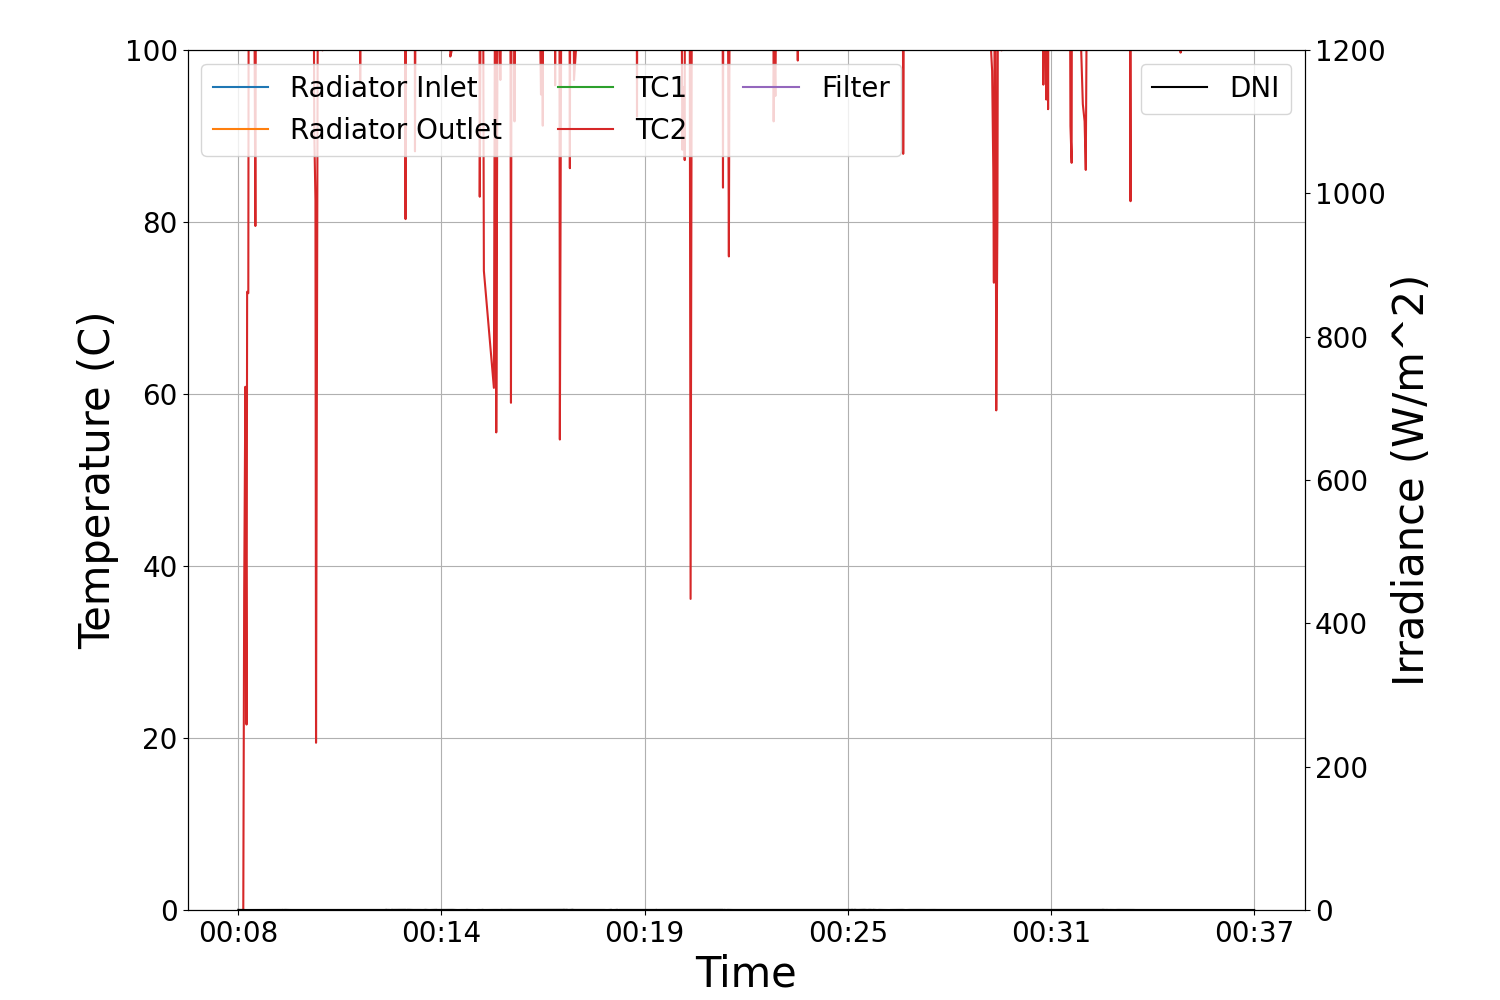 100
80
60
40
20
0
Temperature (C)
Radiator Inlet
Radiator Outlet
TC1
TC2
Filter
DNI
1200
1000
800
600
400
200
0
Irradiance (W/m^2)
00:08 00:14 00:19 00:25 00:31 00:37
Time